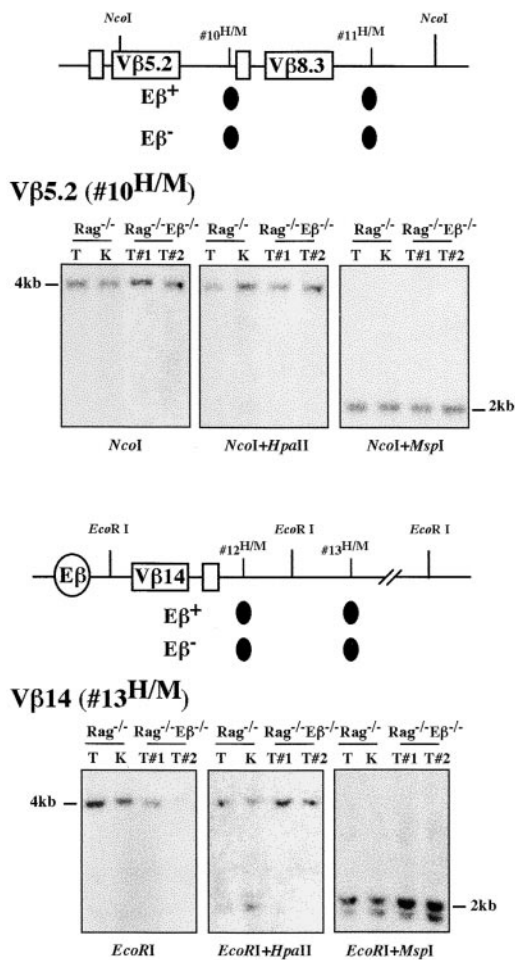 NcoI #10H/M #11H/M NcoI
Vβ5.2 Vβ8.3
Eβ+
Eβ-
Vβ5.2 (#10H/M)
Rag-/- Rag-/-Eβ-/- Rag-/- Rag-/-Eβ-/- Rag-/- Rag-/-Eβ-/-
T K T#1 T#2 T K T#1 T#2 T K T#1 T#2
4kb
2kb
NcoI NcoI+HpaII NcoI+MspI
EcoR I #12H/M EcoR I #13H/M EcoR I
Eβ Vβ14
Eβ+
Eβ-
Vβ14 (#13H/M)
Rag-/- Rag-/-Eβ-/- Rag-/- Rag-/-Eβ-/- Rag-/- Rag-/-Eβ-/-
T K T#1 T#2 T K T#1 T#2 T K T#1 T#2
4kb
2kb
EcoRI EcoRI+HpaII EcoRI+MspI